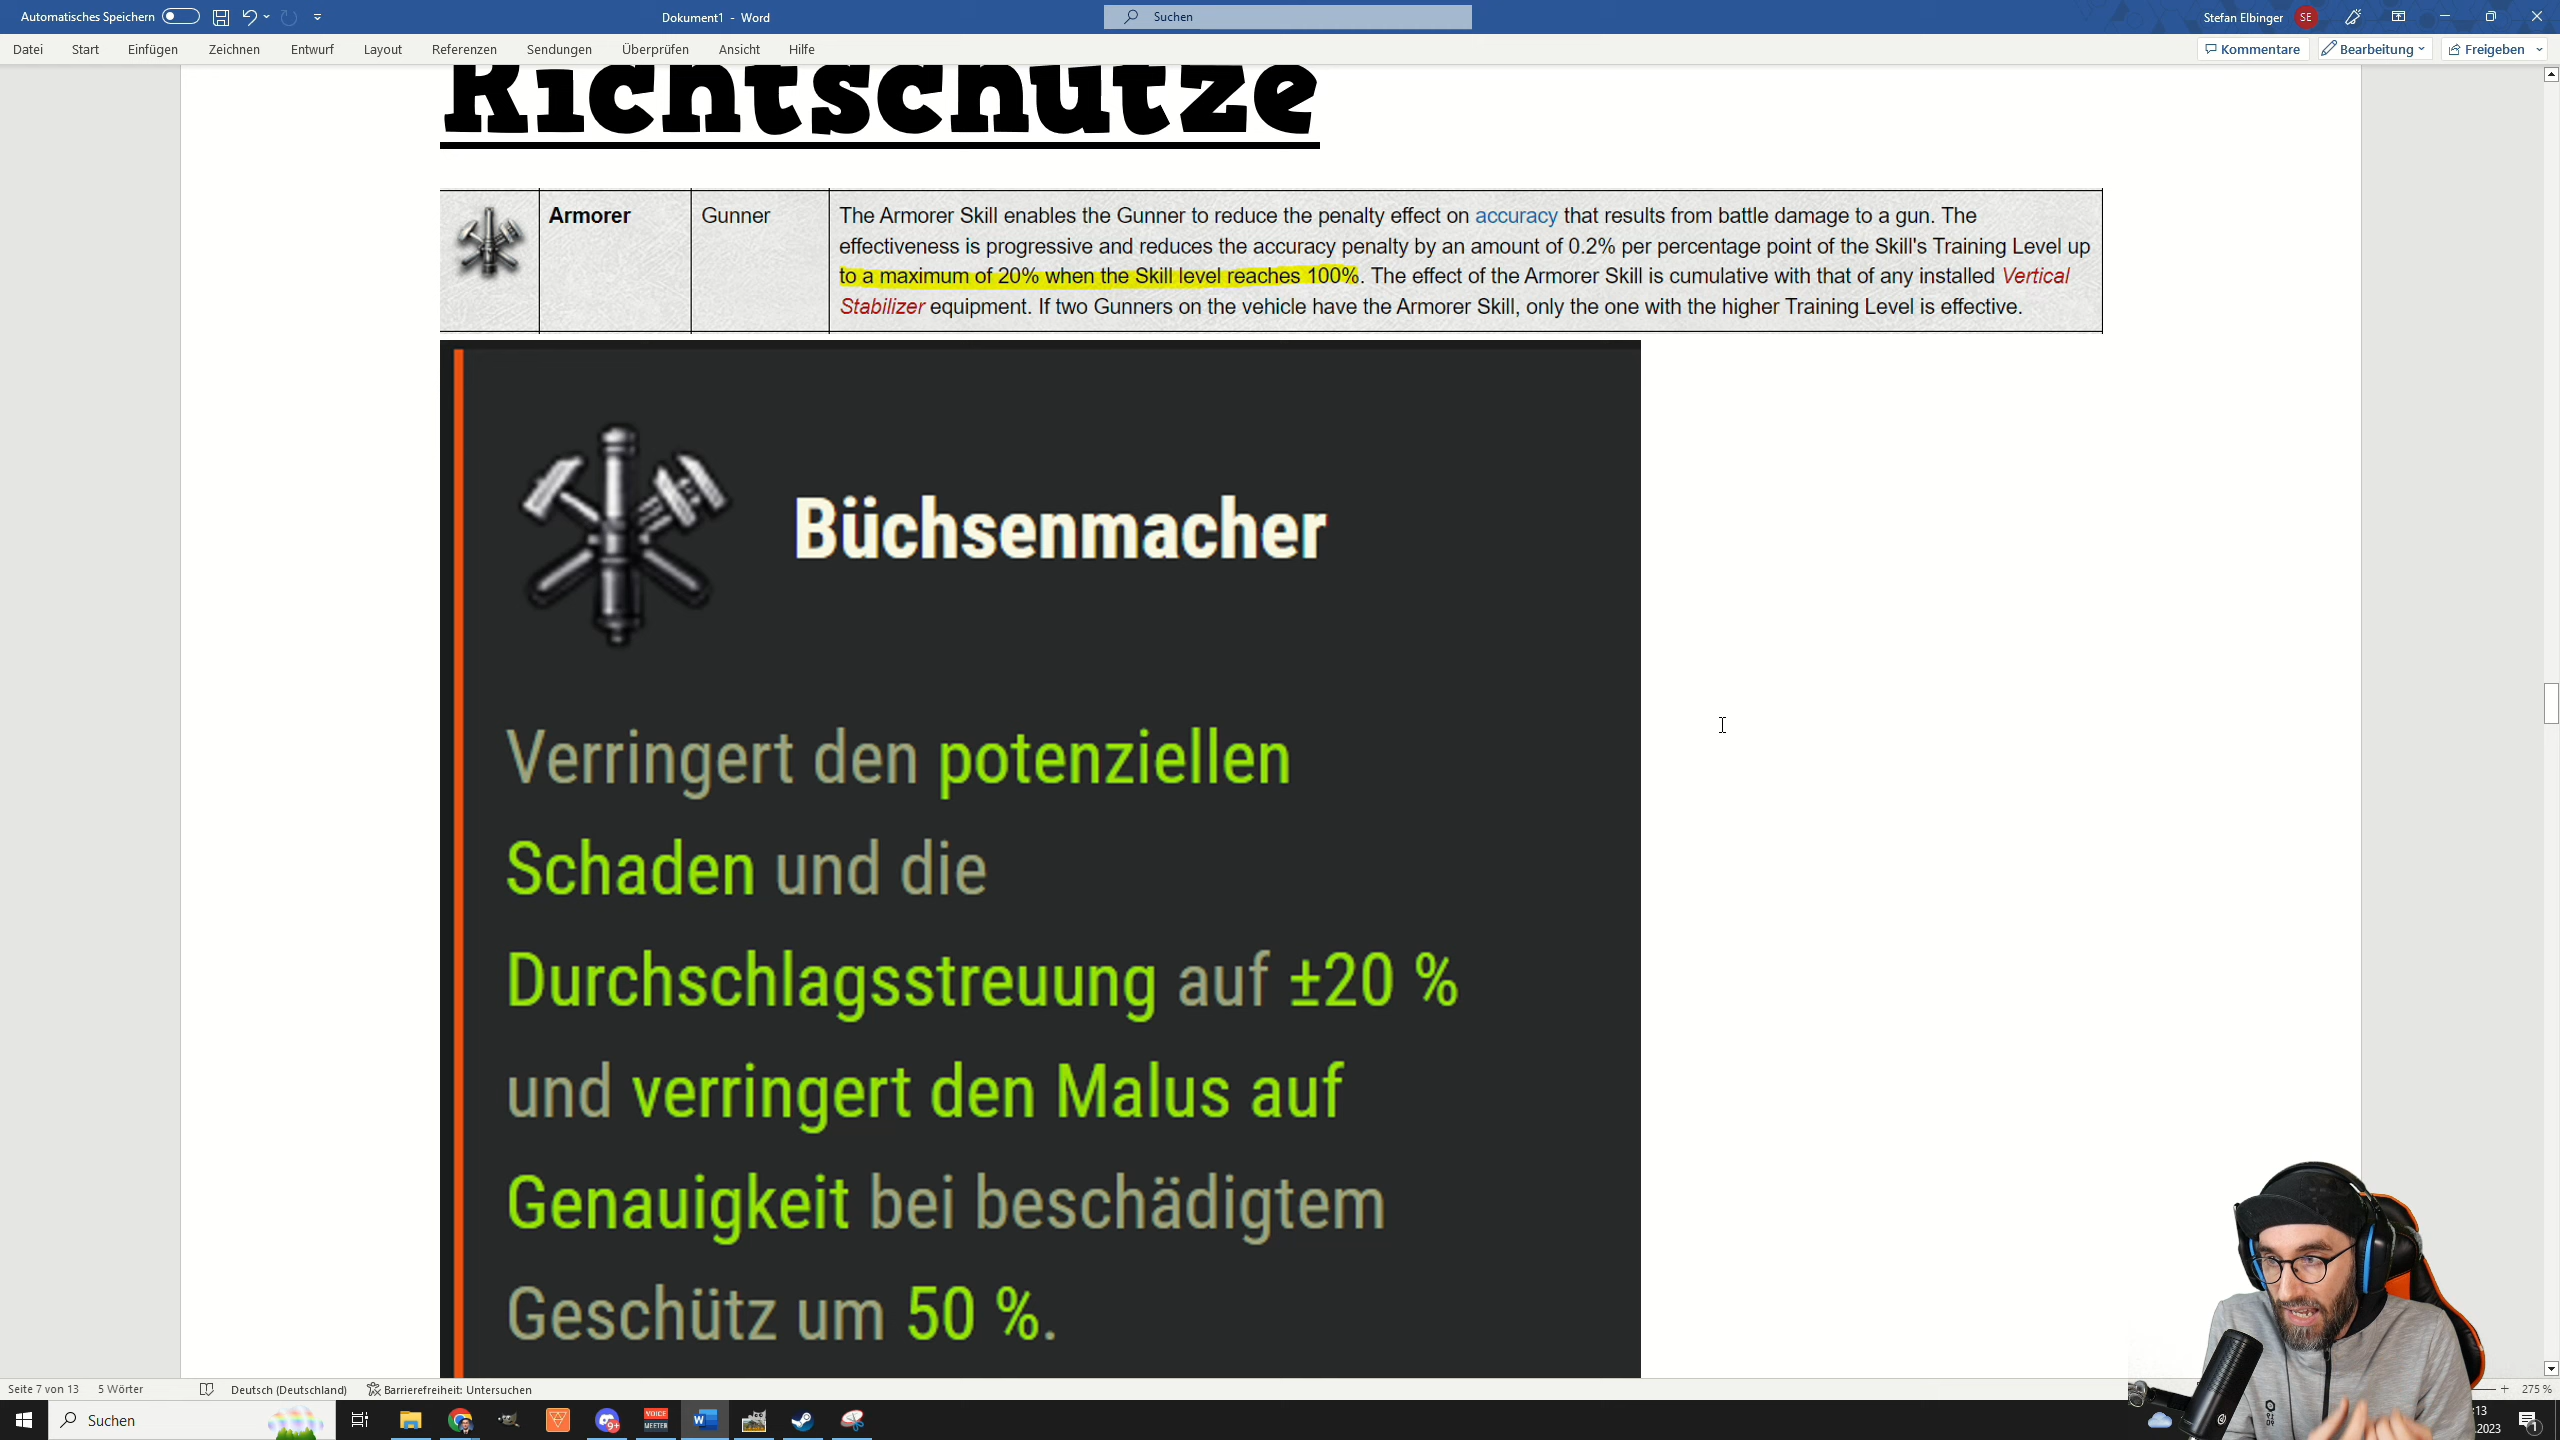 Automatisches Speichern
Dokument1 - Word
Suchen
Stefan Elbinger
SE
Datei Start Einfügen Zeichnen Entwurf Layout Referenzen Sendungen Überprüfen Ansicht Hilfe
Kommentare Bearbeitung Freigeben
Richtschütze
Armorer
Gunner
The Armorer Skill enables the Gunner to reduce the penalty effect on accuracy that results from battle damage to a gun. The
effectiveness is progressive and reduces the accuracy penalty by an amount of 0.2% per percentage point of the Skill's Training Level up
to a maximum of 20% when the Skill level reaches 100%. The effect of the Armorer Skill is cumulative with that of any installed Vertical
Stabilizer equipment. If two Gunners on the vehicle have the Armorer Skill, only the one with the higher Training Level is effective.
Büchsenmacher
Verringert den potenziellen
Schaden und die
Durchschlagsstreuung auf ±20 %
und verringert den Malus auf
Genauigkeit bei beschädigtem
Geschütz um 50 %.
Seite 7 von 13 5 Wörter Deutsch (Deutschland) Barrierefreiheit: Untersuchen
275 %
Suchen
9+
VOICE
MEETER
:13
2023
1